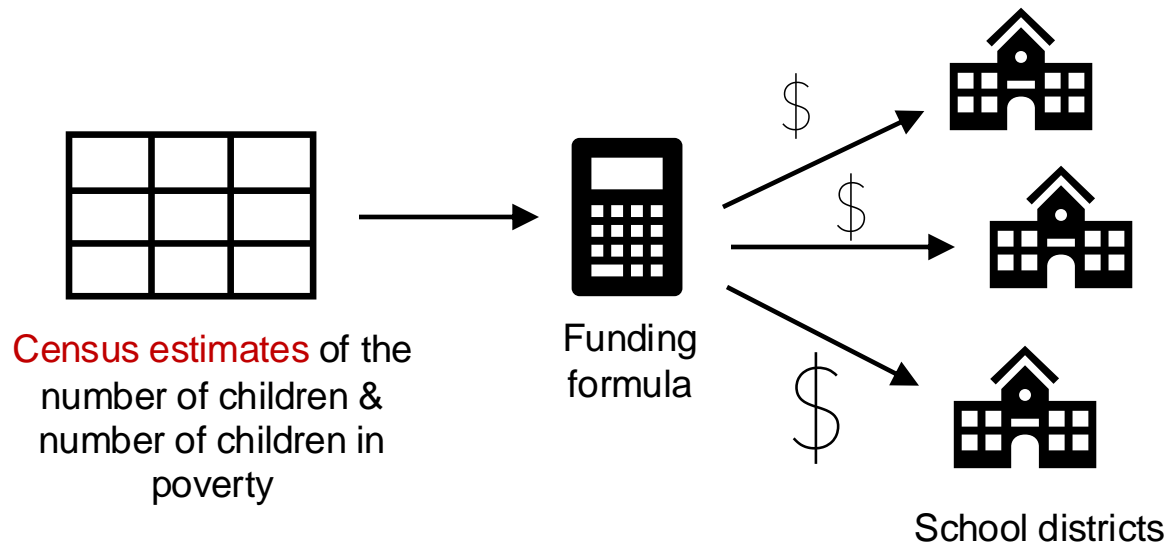 $
$
Census estimates of the
number of children &
number of children in
poverty
Funding
formula
$
School districts